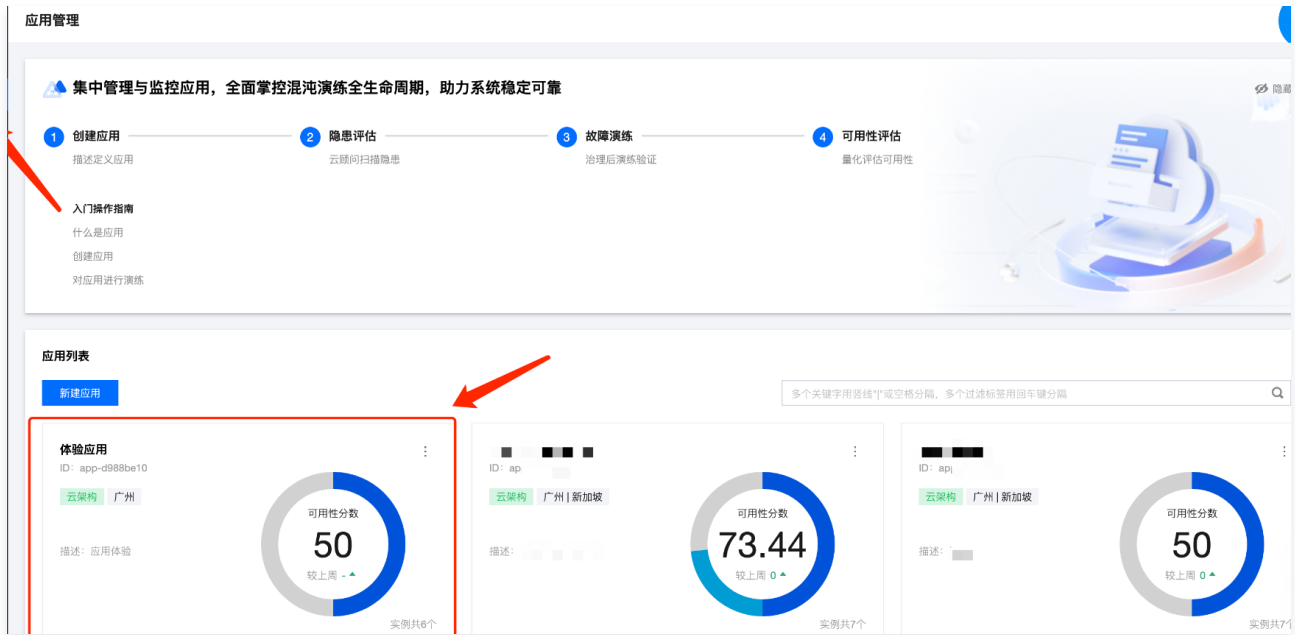 应用管理
集中管理与监控应用，全面掌控混沌演练全生命周期，助力系统稳定可靠
隐藏
1 创建应用
描述定义应用
2 隐患评估
云顾问扫描隐患
3 故障演练
治理后演练验证
4 可用性评估
量化评估可用性
入门操作指南
什么是应用
创建应用
对应用进行演练
应用列表
新建应用
多个关键字用竖线"|"或空格分隔，多个过滤标签用回车键分隔
体验应用
ID：app-d988be10
云架构 广州
描述：应用体验
可用性分数
50
较上周 -
实例共6个
ID：ap
云架构 广州 | 新加坡
描述：
可用性分数
73.44
较上周 0
实例共7个
ID：ap
云架构 广州 | 新加坡
描述：
可用性分数
50
较上周 0
实例共7个